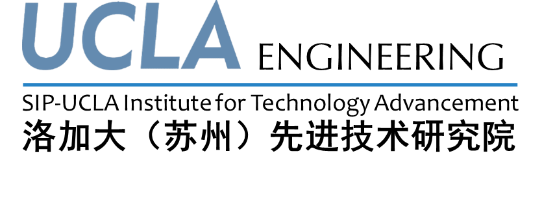 UCLA ENGINEERING
SIP-UCLA Institute for Technology Advancement
洛加大（苏州）先进技术研究院